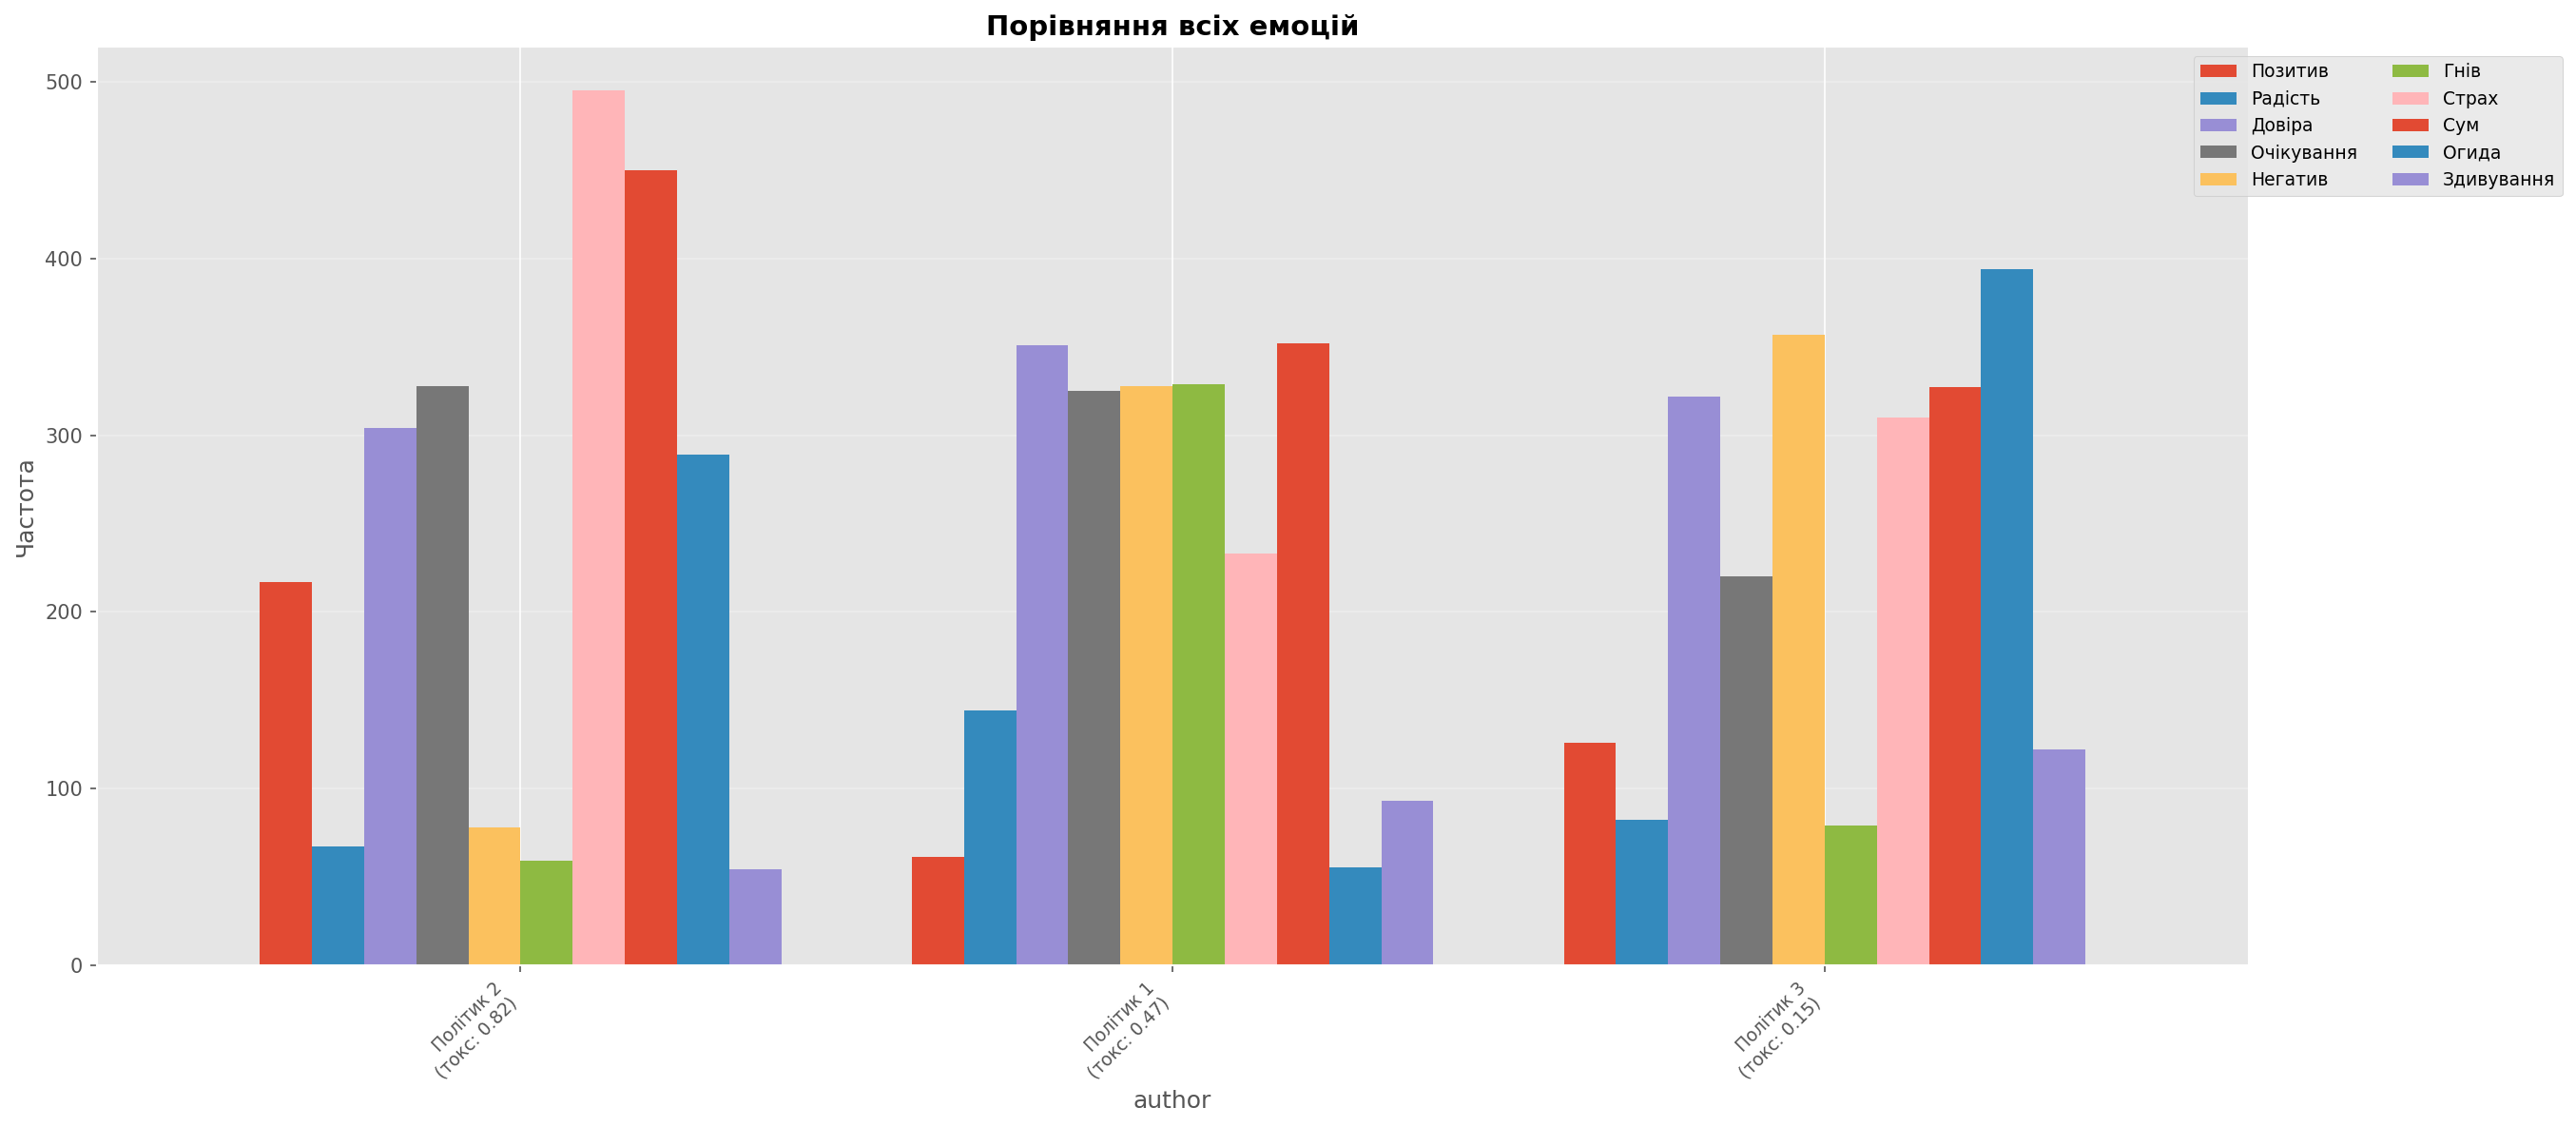 Порівняння всіх емоцій
Частота
500
400
300
200
100
0
Позитив
Радість
Довіра
Очікування
Негатив
Гнів
Страх
Сум
Огида
Здивування
Політик 2
(токс: 0.82)
Політик 1
(токс: 0.47)
Політик 3
(токс: 0.15)
author